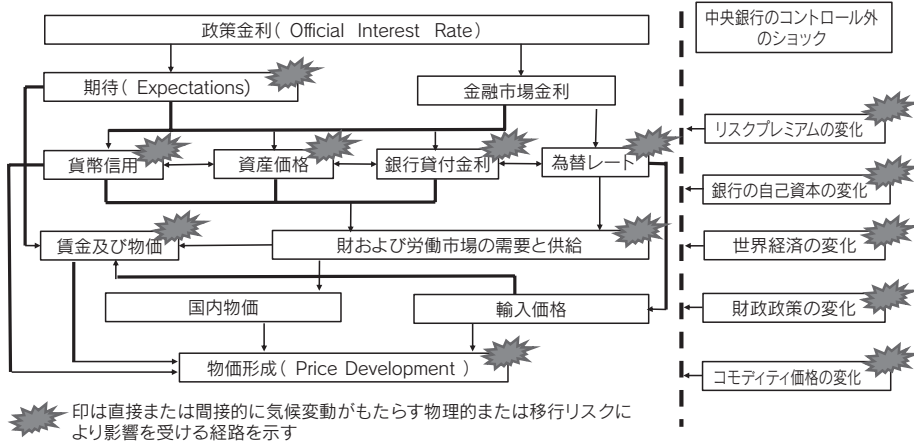 政策金利( Official Interest Rate)
中央銀行のコントロール外
のショック
期待( Expectations)
金融市場金利
リスクプレミアムの変化
貨幣信用
資産価格
銀行貸付金利
為替レート
銀行の自己資本の変化
賃金及び物価
財および労働市場の需要と供給
世界経済の変化
国内物価
輸入価格
財政政策の変化
物価形成( Price Development )
コモディティ価格の変化
印は直接または間接的に気候変動がもたらす物理的または移行リスクに
より影響を受ける経路を示す